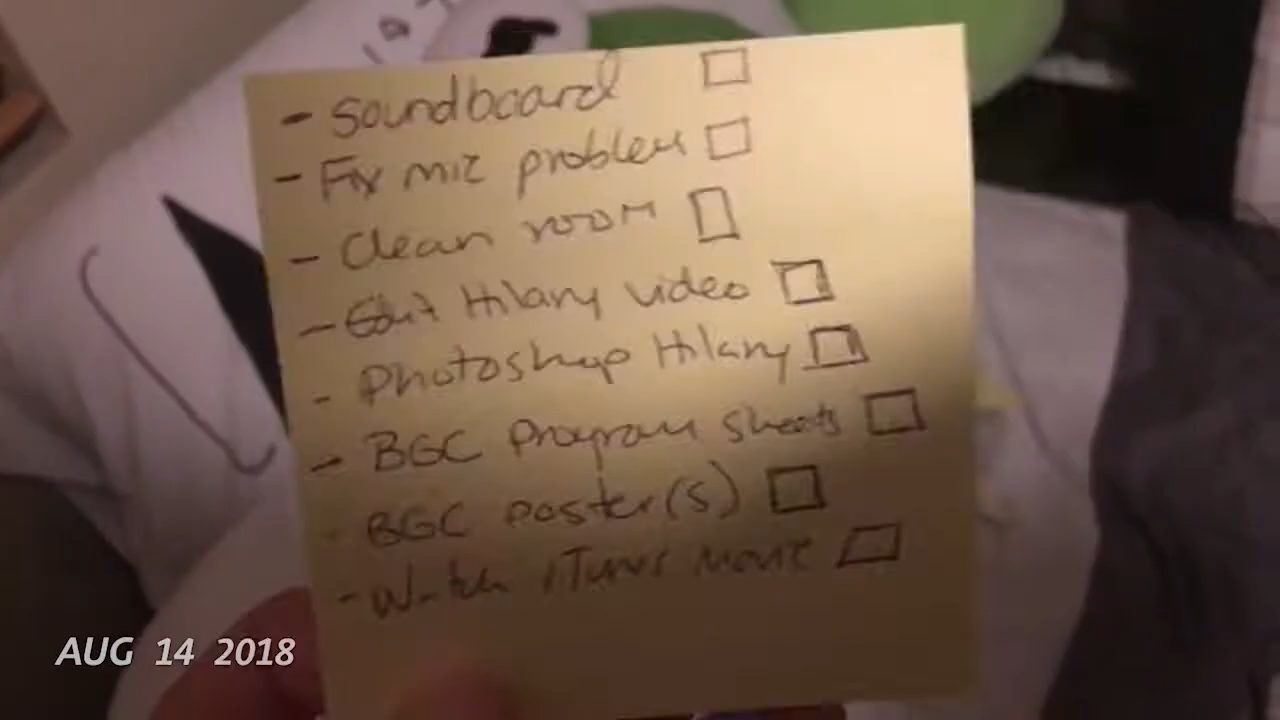 - Soundboard □
- Fix mic problem □
- Clean room □
- Edit Hilary video □
- Photoshop Hilary □
- BGC Program sheets □
- BGC poster(s) □
- Watch iTunes Movie □
AUG 14 2018